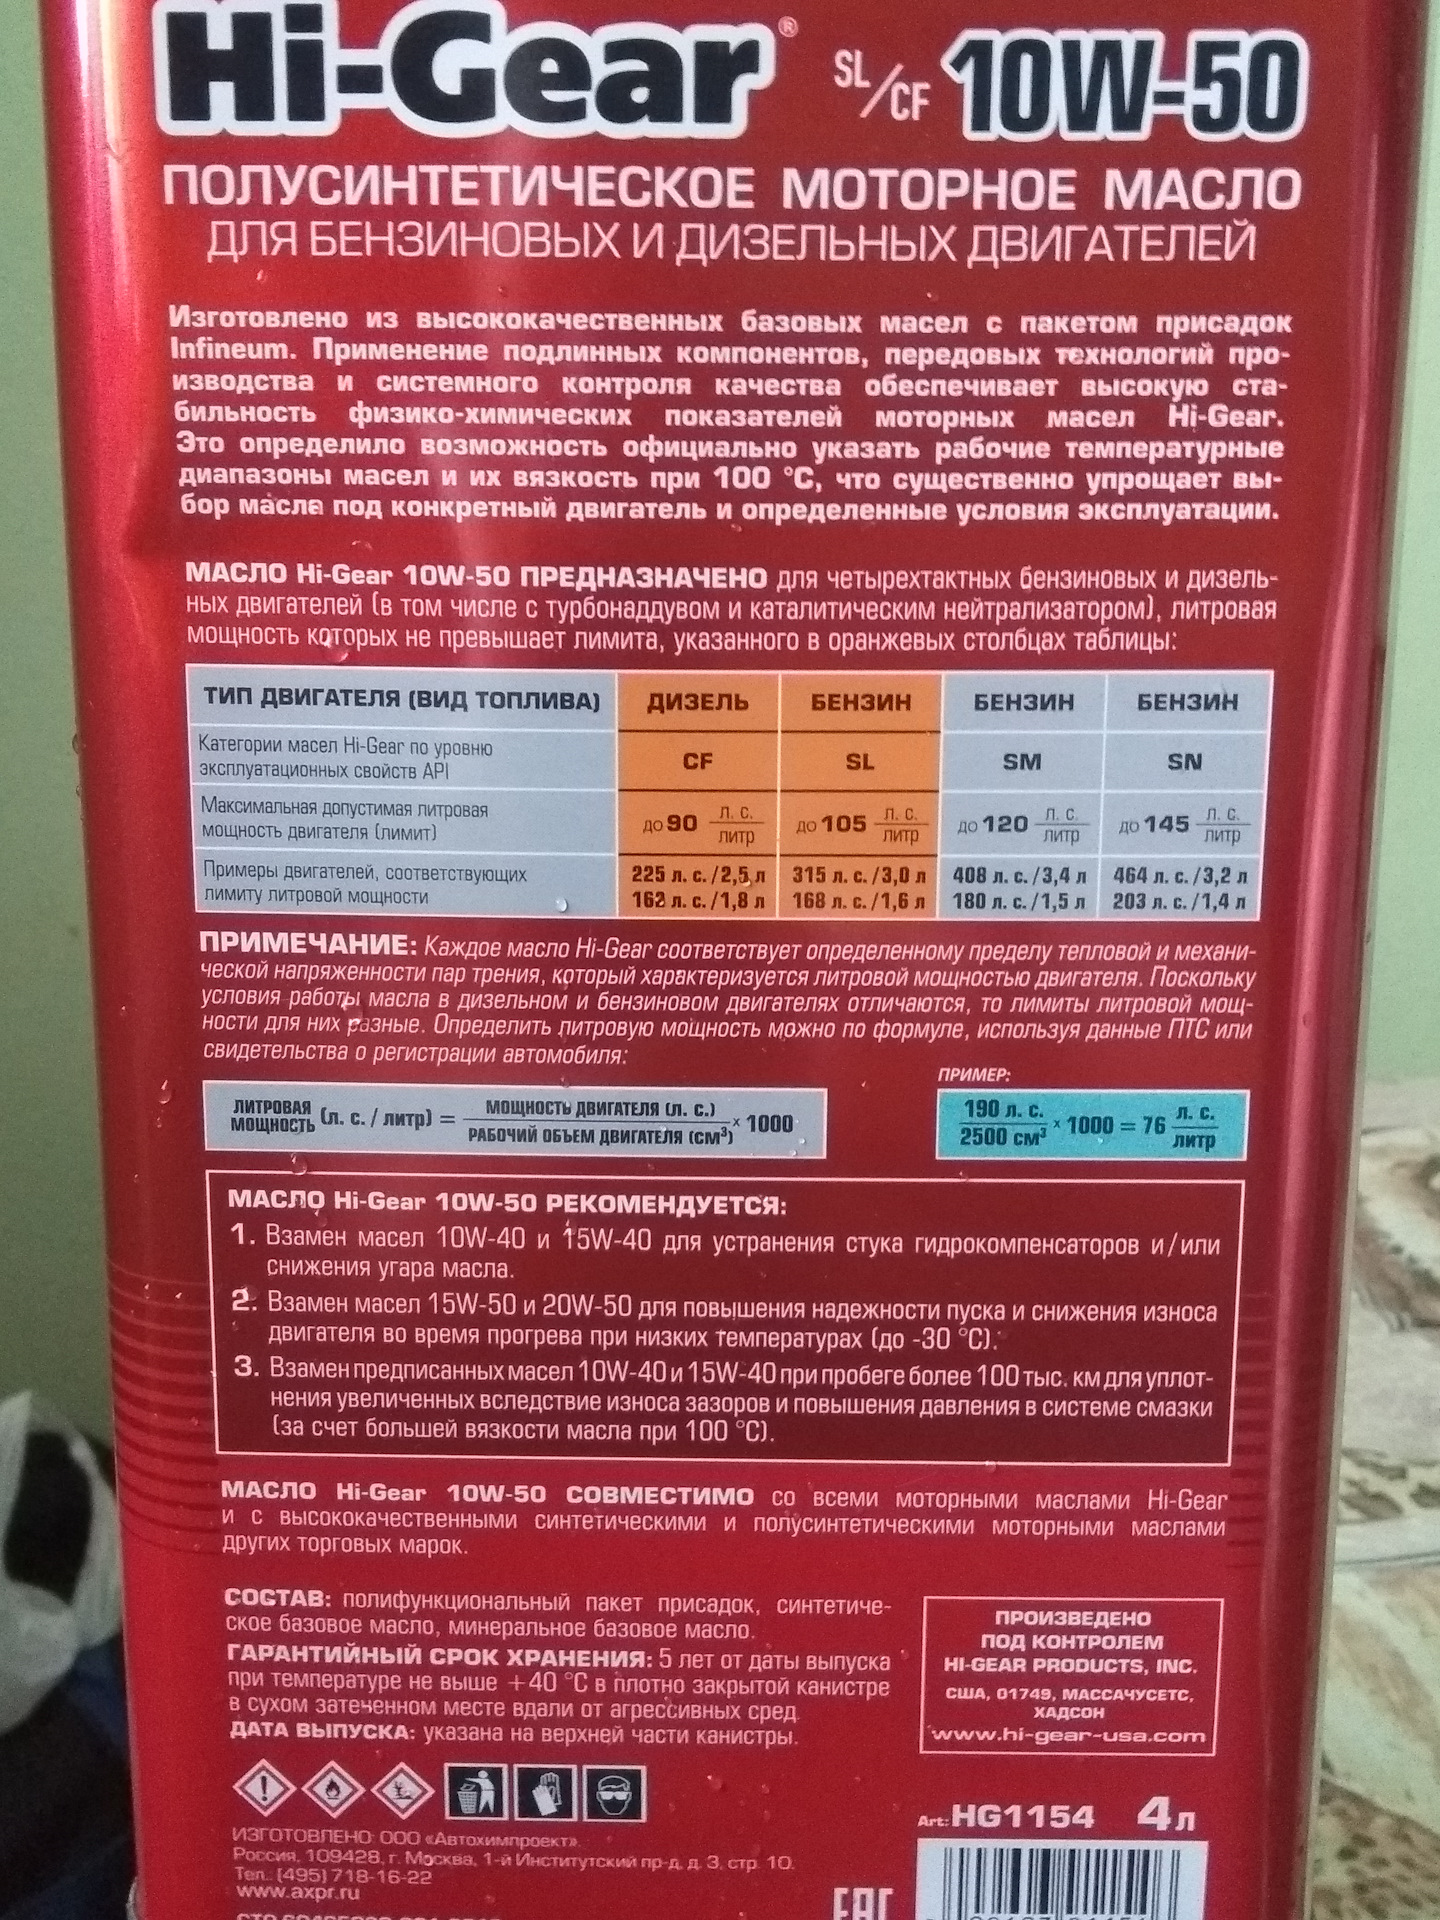 Hi-Gear® SL/CF 10W-50
ПОЛУСИНТЕТИЧЕСКОЕ МОТОРНОЕ МАСЛО
ДЛЯ БЕНЗИНОВЫХ И ДИЗЕЛЬНЫХ ДВИГАТЕЛЕЙ
Изготовлено из высококачественных базовых масел с пакетом присадок
Infineum. Применение подлинных компонентов, передовых технологий про-
изводства и системного контроля качества обеспечивает высокую ста-
бильность физико-химических показателей моторных масел Hi-Gear.
Это определило возможность официально указать рабочие температурные
диапазоны масел и их вязкость при 100 °С, что существенно упрощает вы-
бор масла под конкретный двигатель и определенные условия эксплуатации.
МАСЛО Hi-Gear 10W-50 ПРЕДНАЗНАЧЕНО для четырехтактных бензиновых и дизель-
ных двигателей (в том числе с турбонаддувом и каталитическим нейтрализатором), литровая
мощность которых не превышает лимита, указанного в оранжевых столбцах таблицы:
ТИП ДВИГАТЕЛЯ (ВИД ТОПЛИВА) ДИЗЕЛЬ БЕНЗИН БЕНЗИН БЕНЗИН
Категории масел Hi-Gear по уровню
эксплуатационных свойств API CF SL SM SN
Максимальная допустимая литровая
мощность двигателя (лимит) до 90 л. с./литр до 105 л. с./литр до 120 л. с./литр до 145 л. с./литр
Примеры двигателей, соответствующих 225 л. с./2,5 л 315 л. с./3,0 л 408 л. с./3,4 л 464 л. с./3,2 л
лимиту литровой мощности 162 л. с./1,8 л 168 л. с./1,6 л 180 л. с./1,5 л 203 л. с./1,4 л
ПРИМЕЧАНИЕ: Каждое масло Hi-Gear соответствует определенному пределу тепловой и механи-
ческой напряженности пар трения, который характеризуется литровой мощностью двигателя. Поскольку
условия работы масла в дизельном и бензиновом двигателях отличаются, то лимиты литровой мощ-
ности для них разные. Определить литровую мощность можно по формуле, используя данные ПТС или
свидетельства о регистрации автомобиля:
ПРИМЕР:
ЛИТРОВАЯ МОЩНОСТЬ (л. с. / литр) = МОЩНОСТЬ ДВИГАТЕЛЯ (Л. С.) / РАБОЧИЙ ОБЪЕМ ДВИГАТЕЛЯ (СМ³) × 1000
190 л. с. / 2500 см³ × 1000 = 76 л. с. / литр
МАСЛО Hi-Gear 10W-50 РЕКОМЕНДУЕТСЯ:
1. Взамен масел 10W-40 и 15W-40 для устранения стука гидрокомпенсаторов и/или
снижения угара масла.
2. Взамен масел 15W-50 и 20W-50 для повышения надежности пуска и снижения износа
двигателя во время прогрева при низких температурах (до -30 °С).
3. Взамен предписанных масел 10W-40 и 15W-40 при пробеге более 100 тыс. км для уплот-
нения увеличенных вследствие износа зазоров и повышения давления в системе смазки
(за счет большей вязкости масла при 100 °С).
МАСЛО Hi-Gear 10W-50 СОВМЕСТИМО со всеми моторными маслами Hi-Gear
и с высококачественными синтетическими и полусинтетическими моторными маслами
других торговых марок.
СОСТАВ: полифункциональный пакет присадок, синтетиче-
ское базовое масло, минеральное базовое масло.
ГАРАНТИЙНЫЙ СРОК ХРАНЕНИЯ: 5 лет от даты выпуска
при температуре не выше +40 °С в плотно закрытой канистре
в сухом затененном месте вдали от агрессивных сред.
ДАТА ВЫПУСКА: указана на верхней части канистры.
ПРОИЗВЕДЕНО
ПОД КОНТРОЛЕМ
HI-GEAR PRODUCTS, INC.
США, 01749, МАССАЧУСЕТС,
ХАДСОН
www.hi-gear-usa.com
Art: HG1154 4л
ИЗГОТОВЛЕНО: ООО «Автохимпроект».
Россия, 109428, г. Москва, 1-й Институтский пр-д, д. 3, стр. 10.
Тел.: (495) 718-16-22
www.axpr.ru
EAC